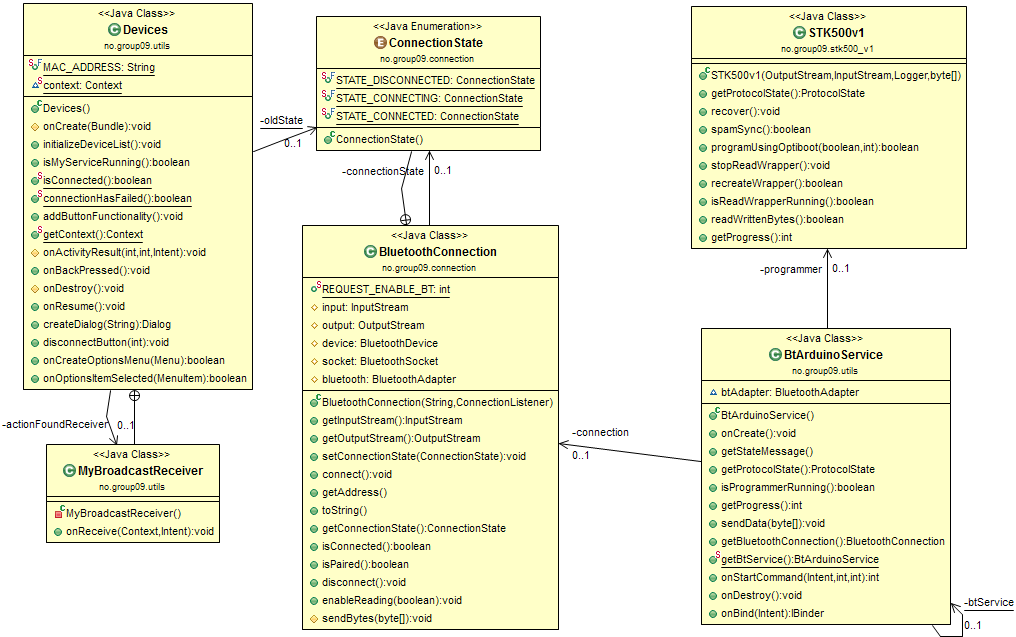 <<Java Class>>
Devices
no.group09.utils
MAC_ADDRESS: String
context: Context
Devices()
onCreate(Bundle):void
initializeDeviceList():void
isMyServiceRunning():boolean
isConnected():boolean
connectionHasFailed():boolean
addButtonFunctionality():void
getContext():Context
onActivityResult(int,int,Intent):void
onBackPressed():void
onDestroy():void
onResume():void
createDialog(String):Dialog
disconnectButton(int):void
onCreateOptionsMenu(Menu):boolean
onOptionsItemSelected(MenuItem):boolean
-actionFoundReceiver
0..1
<<Java Class>>
MyBroadcastReceiver
no.group09.utils
MyBroadcastReceiver()
onReceive(Context,Intent):void
-oldState
0..1
<<Java Enumeration>>
ConnectionState
no.group09.connection
STATE_DISCONNECTED: ConnectionState
STATE_CONNECTING: ConnectionState
STATE_CONNECTED: ConnectionState
ConnectionState()
-connectionState
0..1
<<Java Class>>
BluetoothConnection
no.group09.connection
REQUEST_ENABLE_BT: int
input: InputStream
output: OutputStream
device: BluetoothDevice
socket: BluetoothSocket
bluetooth: BluetoothAdapter
BluetoothConnection(String,ConnectionListener)
getInputStream():InputStream
getOutputStream():OutputStream
setConnectionState(ConnectionState):void
connect():void
getAddress()
toString()
getConnectionState():ConnectionState
isConnected():boolean
isPaired():boolean
disconnect():void
enableReading(boolean):void
sendBytes(byte[]):void
-connection
0..1
<<Java Class>>
STK500v1
no.group09.stk500_v1
STK500v1(OutputStream,InputStream,Logger,byte[])
getProtocolState():ProtocolState
recover():void
spamSync():boolean
programUsingOptiboot(boolean,int):boolean
stopReadWrapper():void
recreateWrapper():boolean
isReadWrapperRunning():boolean
readWrittenBytes():boolean
getProgress():int
-programmer
0..1
<<Java Class>>
BtArduinoService
no.group09.utils
btAdapter: BluetoothAdapter
BtArduinoService()
onCreate():void
getStateMessage()
getProtocolState():ProtocolState
isProgrammerRunning():boolean
getProgress():int
sendData(byte[]):void
getBluetoothConnection():BluetoothConnection
getBtService():BtArduinoService
onStartCommand(Intent,int,int):int
onDestroy():void
onBind(Intent):IBinder
-btService
0..1